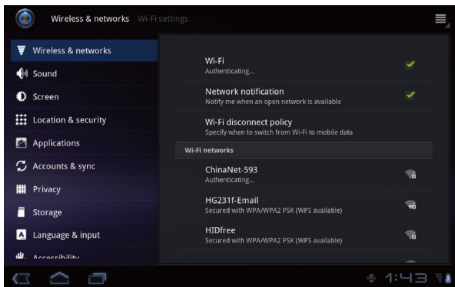 Wireless & networks Wi-Fi settings
Wireless & networks
Sound
Screen
Location & security
Applications
Accounts & sync
Privacy
Storage
Language & input
Accessibility
Wi-Fi
Authenticating...
Network notification
Notify me when an open network is available
Wi-Fi disconnect policy
Specify when to switch from Wi-Fi to mobile data
Wi-Fi networks
ChinaNet-593
Authenticating...
HG231f-Email
Secured with WPA/WPA2 PSK (WPS available)
HIDfree
Secured with WPA/WPA2 PSK (WPS available)
1:43